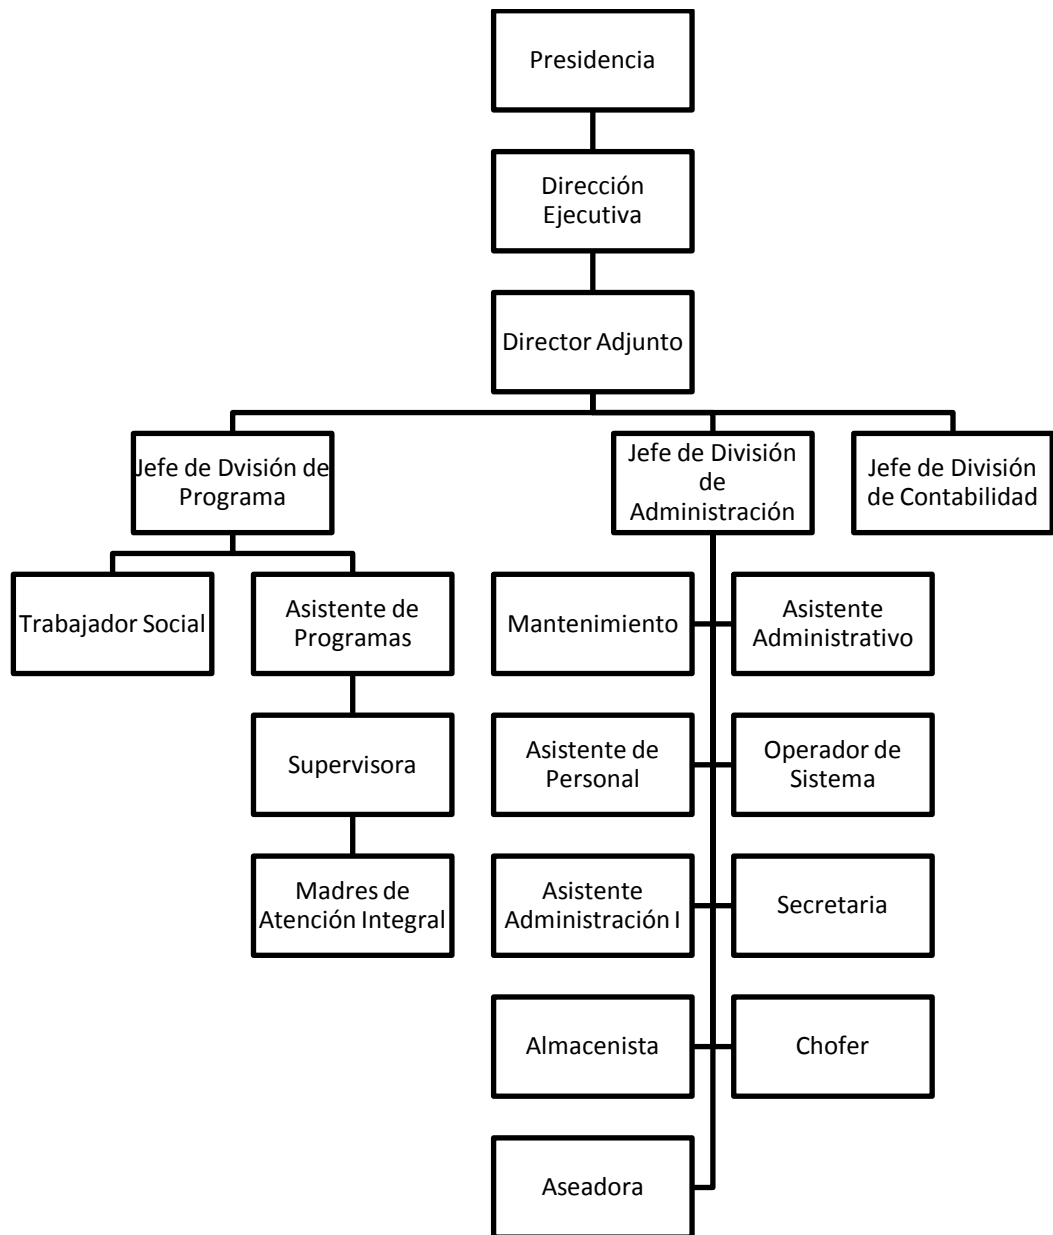 Presidencia
Dirección
Ejecutiva
Director Adjunto
Jefe de Dvisión de
Programa
Jefe de División
de
Administración
Jefe de División
de Contabilidad
Trabajador Social
Asistente de
Programas
Mantenimiento
Asistente
Administrativo
Supervisora
Asistente de
Personal
Operador de
Sistema
Madres de
Atención Integral
Asistente
Administración I
Secretaria
Almacenista
Chofer
Aseadora